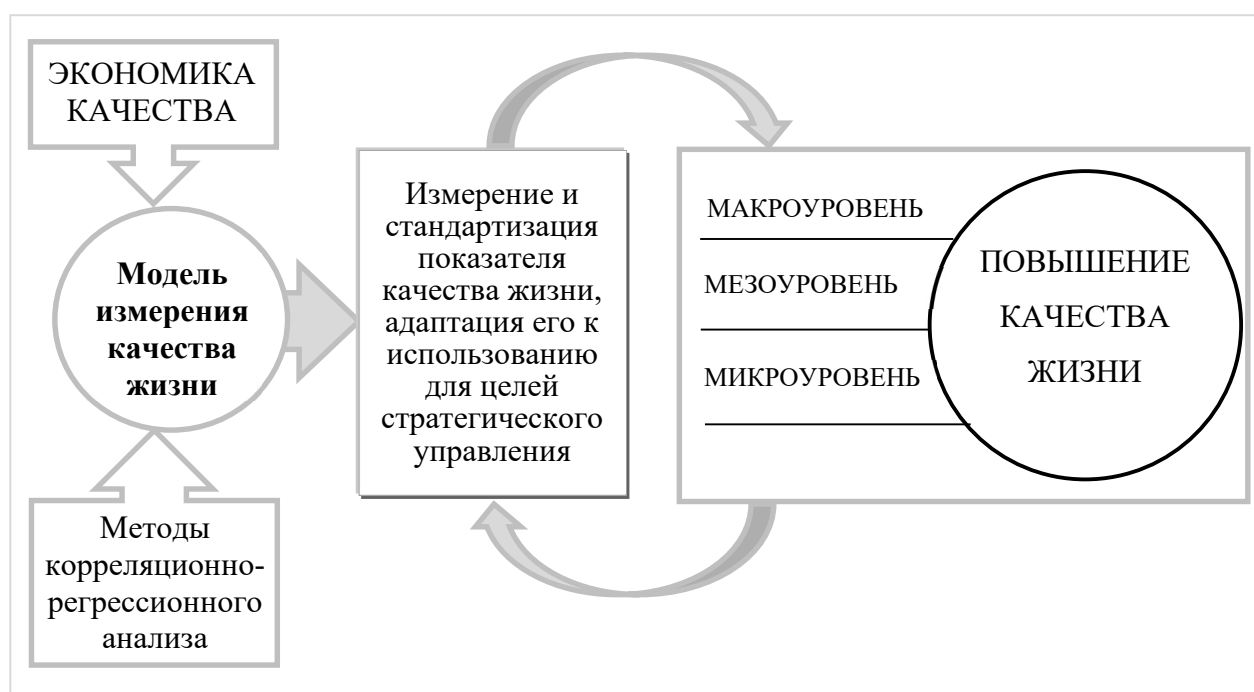 ЭКОНОМИКА
КАЧЕСТВА
Модель
измерения
качества
жизни
Методы
корреляционно-
регрессионного
анализа
Измерение и
стандартизация
показателя
качества жизни,
адаптация его к
использованию
для целей
стратегического
управления
МАКРОУРОВЕНЬ
МЕЗОУРОВЕНЬ
МИКРОУРОВЕНЬ
ПОВЫШЕНИЕ
КАЧЕСТВА
ЖИЗНИ